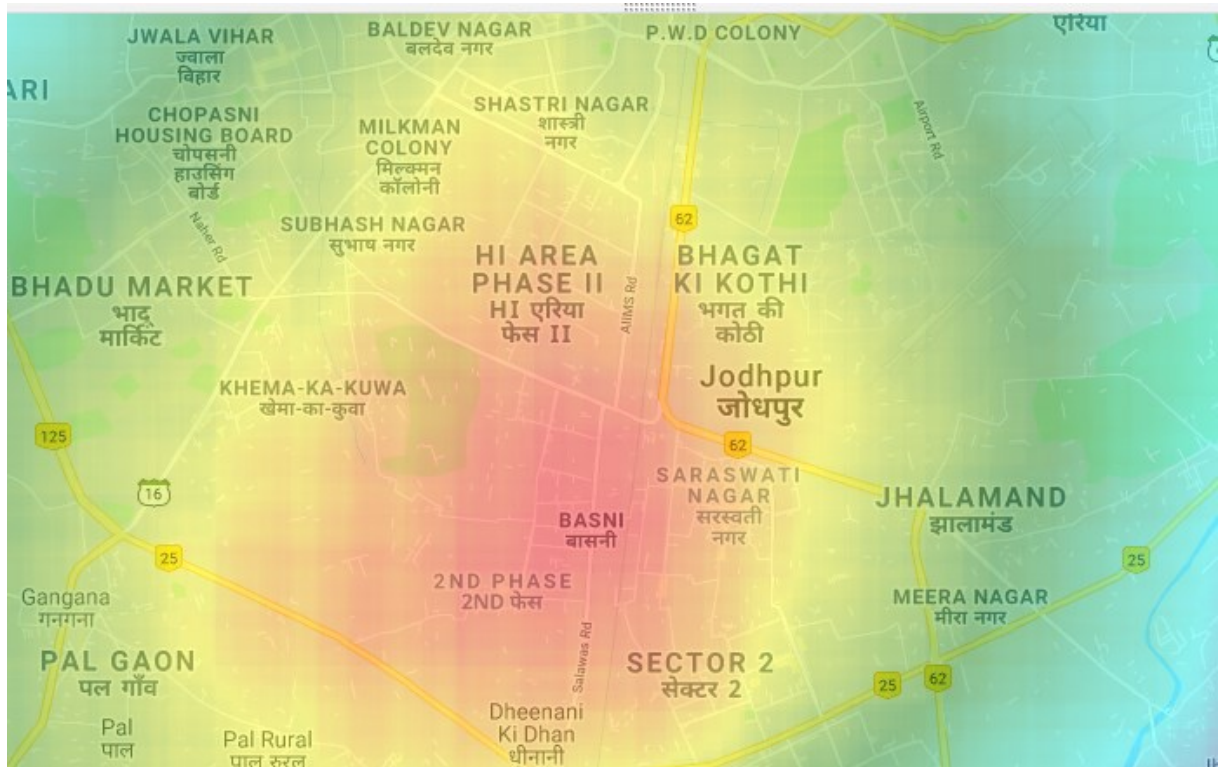 JWALA VIHAR
ज्वाला
विहार
BALDEV NAGAR
बलदेव नगर
P.W.D COLONY
एरिया
ARI
CHOPASNI
HOUSING BOARD
चोपसनी
हाउसिंग
बोर्ड
MILKMAN
COLONY
मिल्कमन
कॉलोनी
SHASTRI NAGAR
शास्त्री
नगर
Airport Rd
Naher Rd
SUBHASH NAGAR
सुभाष नगर
62
BHADU MARKET
भादू
मार्किट
HI AREA
PHASE II
HI एरिया
फेस II
AIIMS Rd
BHAGAT
KI KOTHI
भगत की
कोठी
KHEMA-KA-KUWA
खेमा-का-कुवा
Jodhpur
जोधपुर
125
62
16
SARASWATI
NAGAR
सरस्वती
नगर
JHALAMAND
झालामंड
BASNI
बासनी
25
25
2ND PHASE
2ND फेस
Gangana
गनगना
MEERA NAGAR
मीरा नगर
PAL GAON
पल गाँव
Salawas Rd
SECTOR 2
सेक्टर 2
25
62
Pal
पाल
Pal Rural
पाल रुरल
Dheenani
Ki Dhan
धीनानी